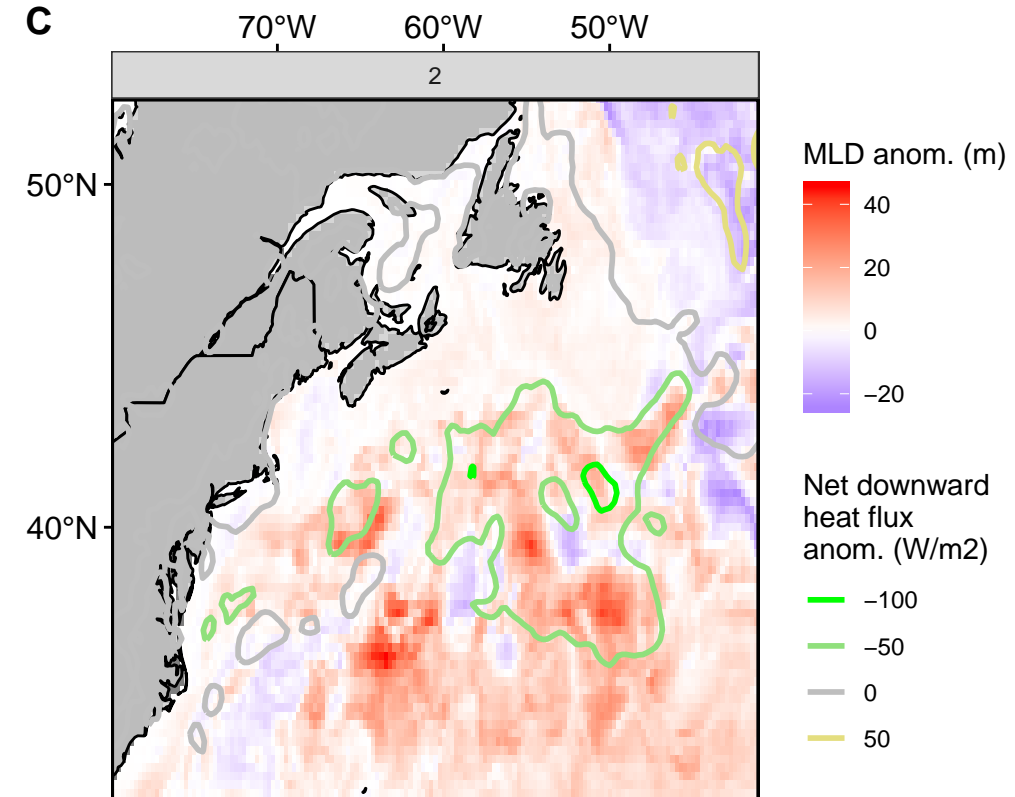 C
70°W 60°W 50°W
2
50°N
40°N
MLD anom. (m)
40
20
0
−20
Net downward
heat flux
anom. (W/m2)
−100
−50
0
50